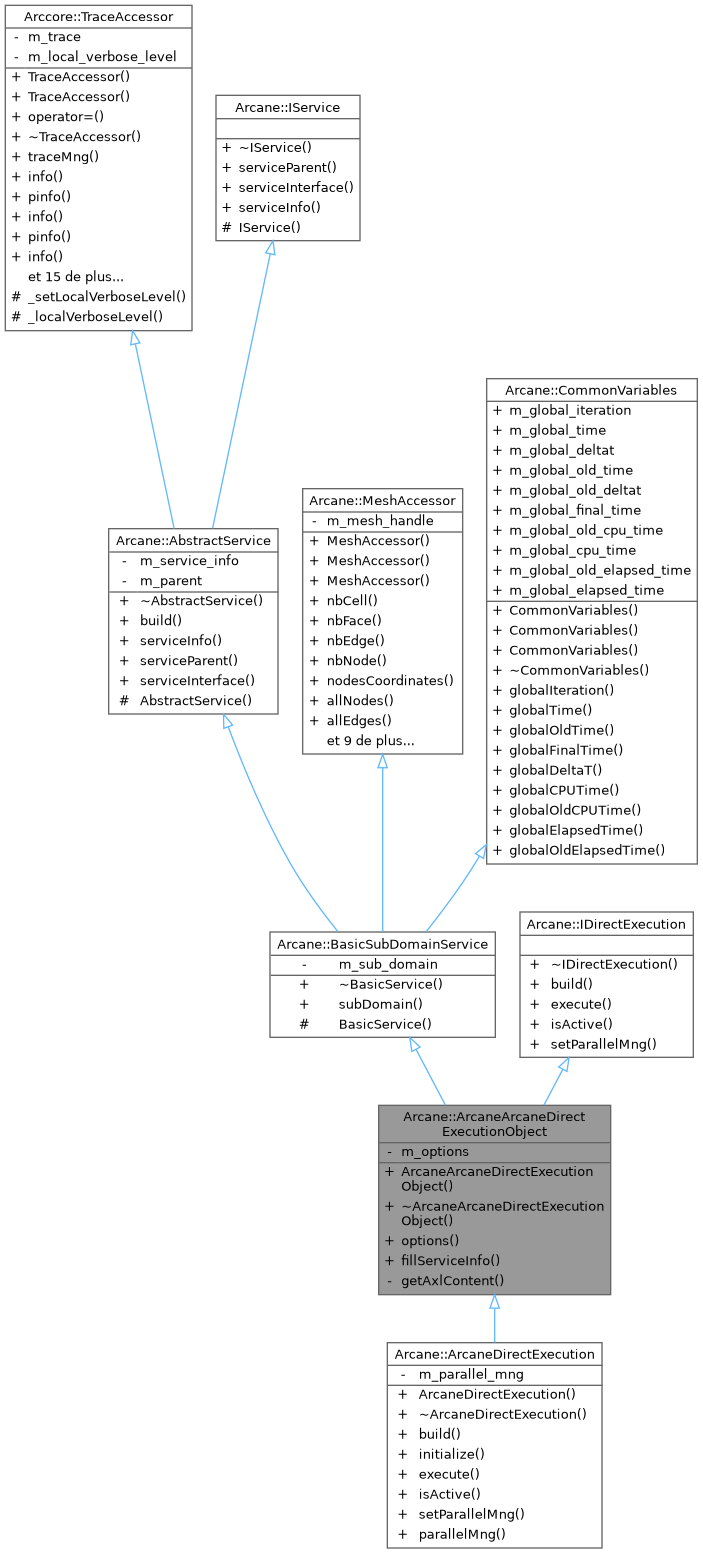 Arccore::TraceAccessor
- m_trace
- m_local_verbose_level
+ TraceAccessor()
+ TraceAccessor()
+ operator=()
+ ~TraceAccessor()
+ traceMng()
+ info()
+ pinfo()
+ info()
+ pinfo()
+ info()
et 15 de plus...
# _setLocalVerboseLevel()
# _localVerboseLevel()
Arcane::IService
+ ~IService()
+ serviceParent()
+ serviceInterface()
+ serviceInfo()
# IService()
Arcane::CommonVariables
+ m_global_iteration
+ m_global_time
+ m_global_deltat
+ m_global_old_time
+ m_global_old_deltat
+ m_global_final_time
+ m_global_old_cpu_time
+ m_global_cpu_time
+ m_global_old_elapsed_time
+ m_global_elapsed_time
+ CommonVariables()
+ CommonVariables()
+ CommonVariables()
+ ~CommonVariables()
+ globalIteration()
+ globalTime()
+ globalOldTime()
+ globalFinalTime()
+ globalDeltaT()
+ globalCPUTime()
+ globalOldCPUTime()
+ globalElapsedTime()
+ globalOldElapsedTime()
Arcane::MeshAccessor
- m_mesh_handle
+ MeshAccessor()
+ MeshAccessor()
+ MeshAccessor()
+ nbCell()
+ nbFace()
+ nbEdge()
+ nbNode()
+ nodesCoordinates()
+ allNodes()
+ allEdges()
et 9 de plus...
Arcane::AbstractService
- m_service_info
- m_parent
+ ~AbstractService()
+ build()
+ serviceInfo()
+ serviceParent()
+ serviceInterface()
# AbstractService()
Arcane::BasicSubDomainService
- m_sub_domain
+ ~BasicService()
+ subDomain()
# BasicService()
Arcane::IDirectExecution
+ ~IDirectExecution()
+ build()
+ execute()
+ isActive()
+ setParallelMng()
Arcane::ArcaneArcaneDirect
ExecutionObject
- m_options
+ ArcaneArcaneDirectExecution
Object()
+ ~ArcaneArcaneDirectExecution
Object()
+ options()
+ fillServiceInfo()
- getAxlContent()
Arcane::ArcaneDirectExecution
- m_parallel_mng
+ ArcaneDirectExecution()
+ ~ArcaneDirectExecution()
+ build()
+ initialize()
+ execute()
+ isActive()
+ setParallelMng()
+ parallelMng()